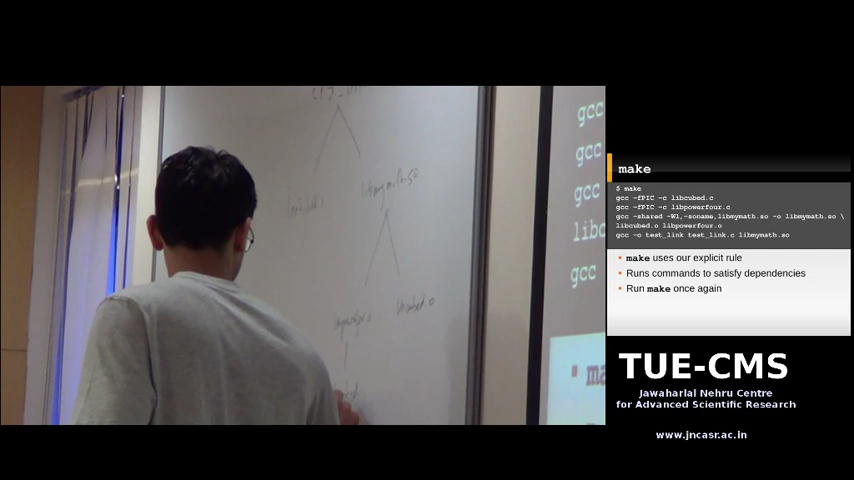 gcc
gcc
gcc
libc
gcc
ma
make
$ make
gcc -fPIC -c libcubed.c
gcc -fPIC -c libpowerfour.c
gcc -shared -Wl,-soname,libmymath.so -o libmymath.so \
libcubed.o libpowerfour.o
gcc -o test_link test_link.c libmymath.so
make uses our explicit rule
Runs commands to satisfy dependencies
Run make once again
TUE-CMS
Jawaharlal Nehru Centre
for Advanced Scientific Research
www.jncasr.ac.in